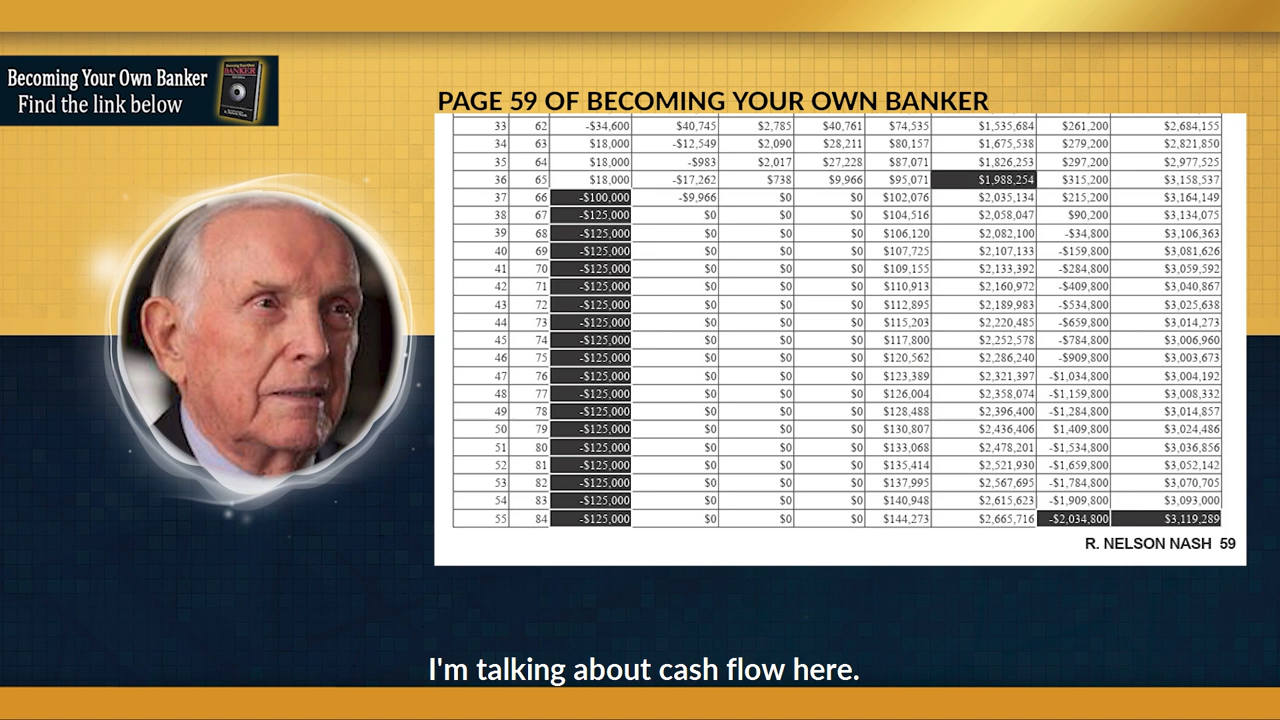 Becoming Your Own Banker
Find the link below
PAGE 59 OF BECOMING YOUR OWN BANKER
33 62 -$34,600 $40,745 $2,785 $40,761 $74,535 $1,535,684 $261,200 $2,684,155
34 63 $18,000 -$12,549 $2,090 $28,211 $80,157 $1,675,538 $279,200 $2,821,850
35 64 $18,000 -$983 $2,017 $27,228 $87,071 $1,826,253 $297,200 $2,977,525
36 65 $18,000 -$17,262 $738 $9,966 $95,071 $1,988,254 $315,200 $3,158,537
37 66 -$100,000 -$9,966 $0 $0 $102,076 $2,035,134 $215,200 $3,164,149
38 67 -$125,000 $0 $0 $0 $104,516 $2,058,047 $90,200 $3,134,075
39 68 -$125,000 $0 $0 $0 $106,120 $2,082,100 -$34,800 $3,106,363
40 69 -$125,000 $0 $0 $0 $107,725 $2,107,133 -$159,800 $3,081,626
41 70 -$125,000 $0 $0 $0 $109,155 $2,133,392 -$284,800 $3,059,592
42 71 -$125,000 $0 $0 $0 $110,913 $2,160,972 -$409,800 $3,040,867
43 72 -$125,000 $0 $0 $0 $112,895 $2,189,983 -$534,800 $3,025,638
44 73 -$125,000 $0 $0 $0 $115,203 $2,220,485 -$659,800 $3,014,273
45 74 -$125,000 $0 $0 $0 $117,800 $2,252,578 -$784,800 $3,006,960
46 75 -$125,000 $0 $0 $0 $120,562 $2,286,240 -$909,800 $3,003,673
47 76 -$125,000 $0 $0 $0 $123,389 $2,321,397 -$1,034,800 $3,004,192
48 77 -$125,000 $0 $0 $0 $126,004 $2,358,074 -$1,159,800 $3,008,332
49 78 -$125,000 $0 $0 $0 $128,488 $2,396,400 -$1,284,800 $3,014,857
50 79 -$125,000 $0 $0 $0 $130,807 $2,436,406 $1,409,800 $3,024,486
51 80 -$125,000 $0 $0 $0 $133,068 $2,478,201 -$1,534,800 $3,036,856
52 81 -$125,000 $0 $0 $0 $135,414 $2,521,930 -$1,659,800 $3,052,142
53 82 -$125,000 $0 $0 $0 $137,995 $2,567,695 -$1,784,800 $3,070,705
54 83 -$125,000 $0 $0 $0 $140,948 $2,615,623 -$1,909,800 $3,093,000
55 84 -$125,000 $0 $0 $0 $144,273 $2,665,716 -$2,034,800 $3,119,289
R. NELSON NASH 59
I'm talking about cash flow here.